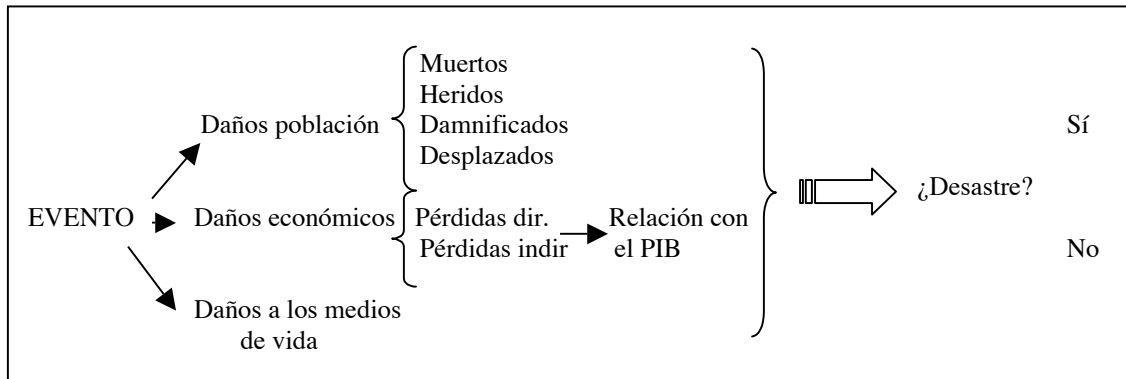 Muertos
Heridos
Daños población
Damnificados
Desplazados
Sí
¿Desastre?
EVENTO
Daños económicos
Pérdidas dir.
Pérdidas indir
Relación con
el PIB
No
Daños a los medios
de vida